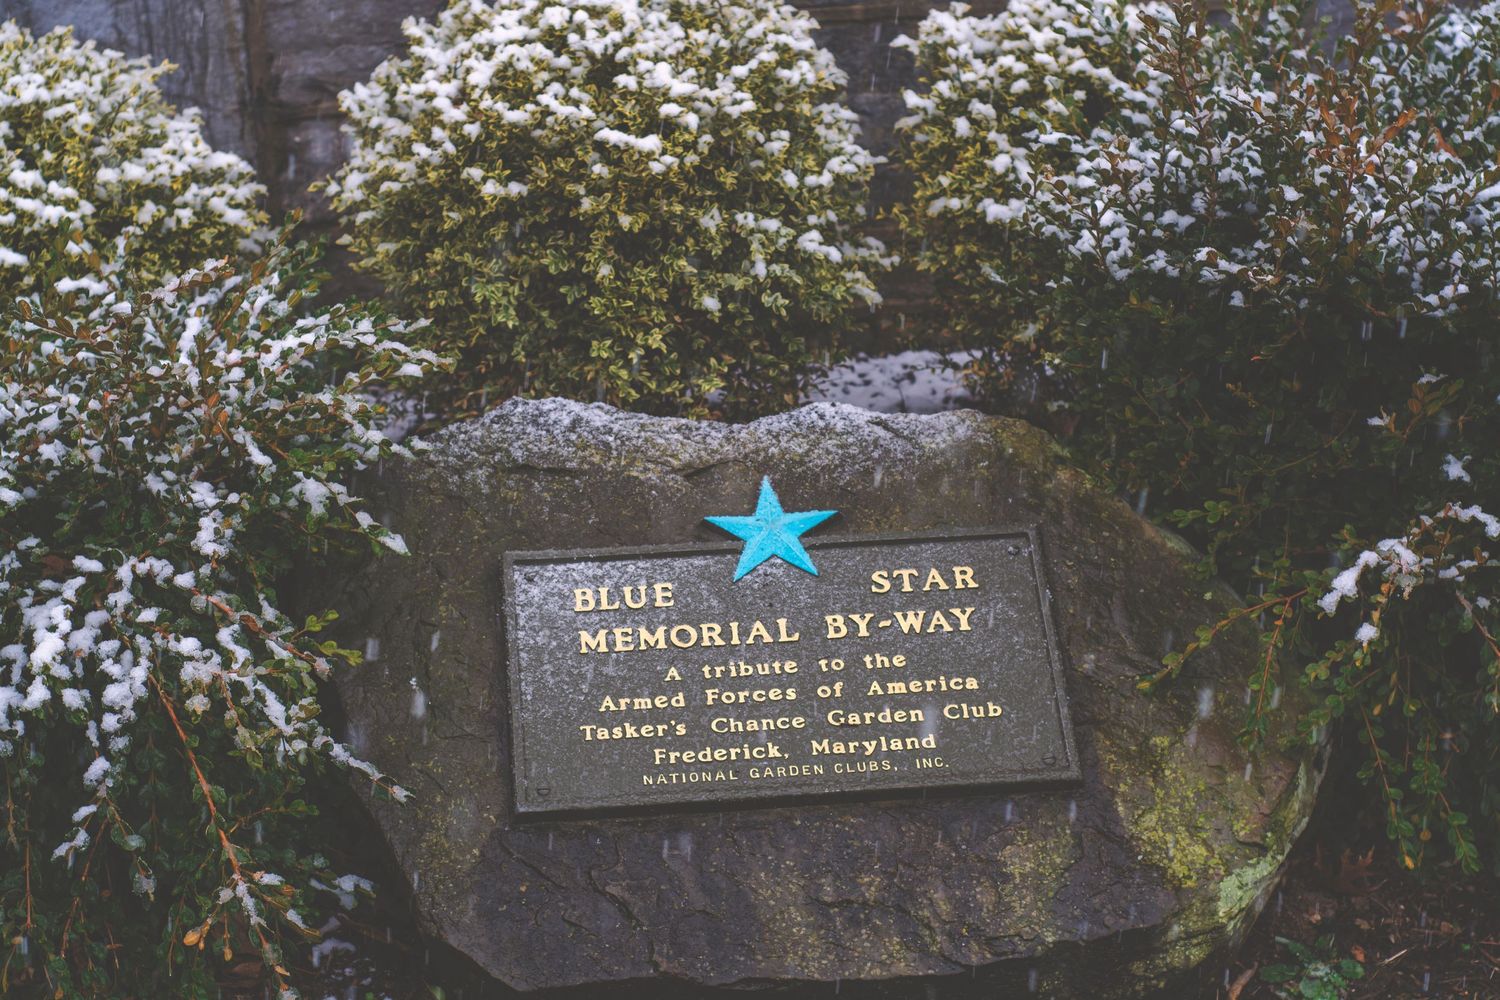 BLUE STAR
MEMORIAL BY-WAY
A tribute to the
Armed Forces of America
Tasker's Chance Garden Club
Frederick, Maryland
NATIONAL GARDEN CLUBS, INC.